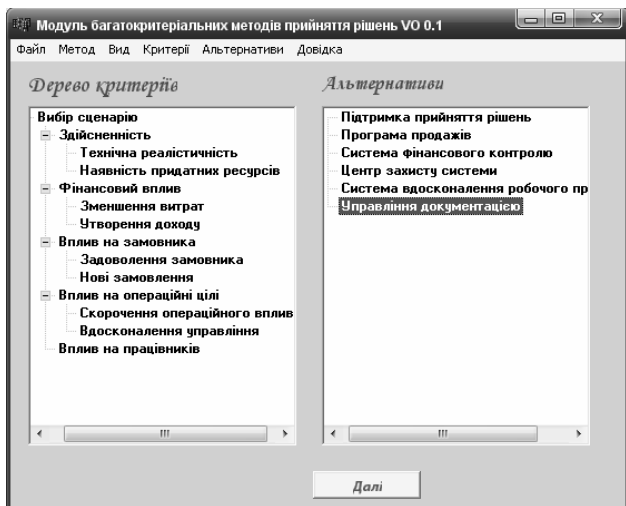 Модуль багатокритеріальних методів прийняття рішень VO 0.1
Файл Метод Вид Критерії Альтернативи Довідка
Дерево критеріїв
Вибір сценарію
Здійсненність
Технічна реалістичність
Наявність придатних ресурсів
Фінансовий вплив
Зменшення витрат
Утворення доходу
Вплив на замовника
Задоволення замовника
Нові замовлення
Вплив на операційні цілі
Скорочення операційного вплив
Вдосконалення управління
Вплив на працівників
Альтернативи
Підтримка прийняття рішень
Програма продажів
Система фінансового контролю
Центр захисту системи
Система вдосконалення робочого пр
Управління документацією
Далі